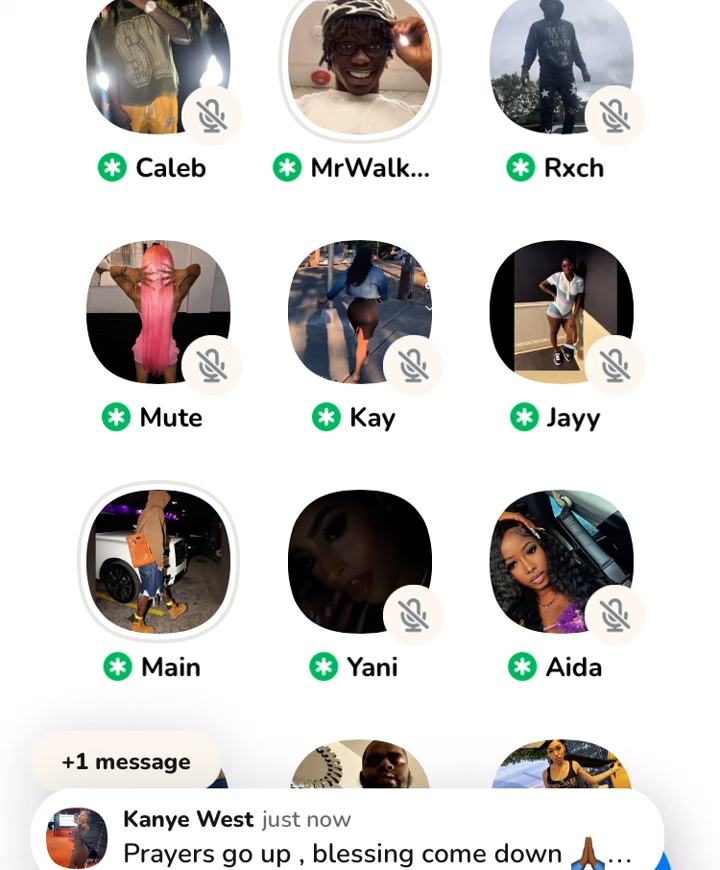 Caleb
MrWalk...
Rxch
Mute
Kay
Jayy
Main
Yani
Aida
+1 message
Kanye West just now
Prayers go up , blessing come down 🙏🏾...